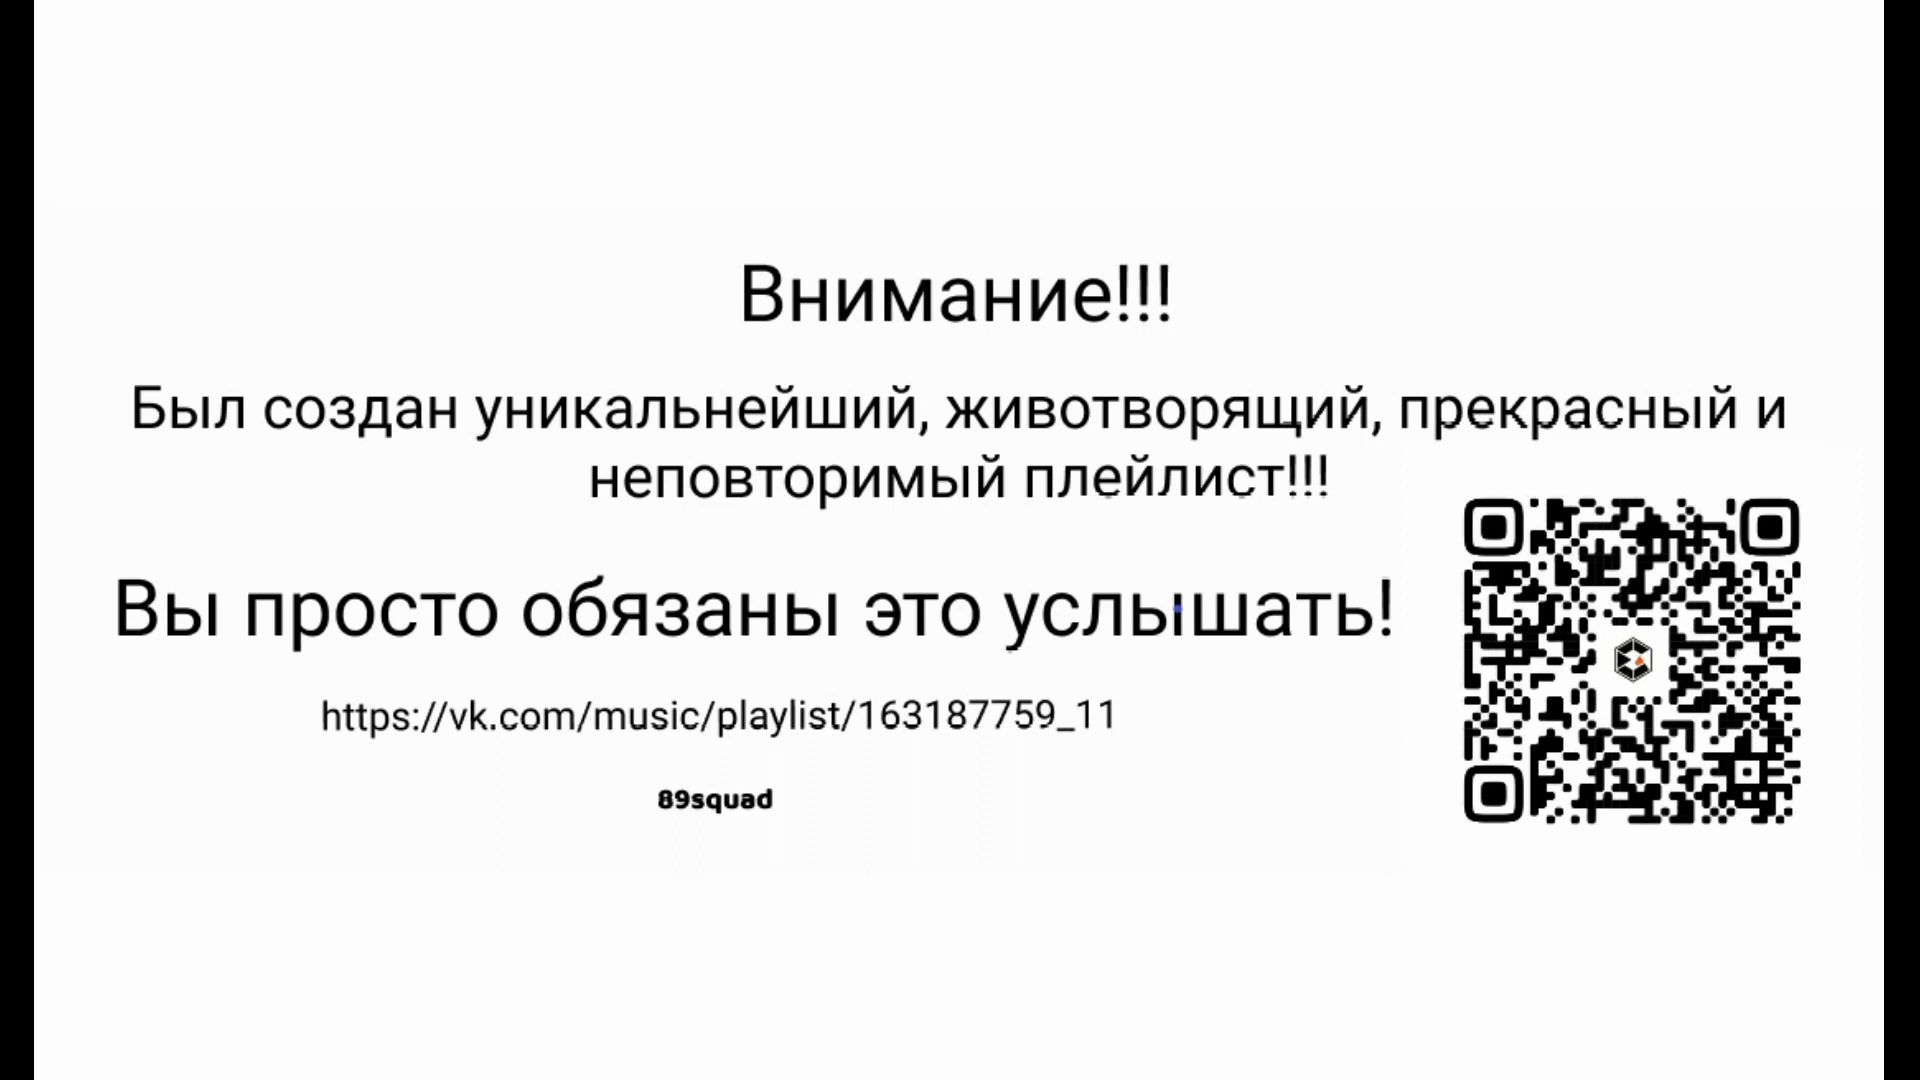 Внимание!!!
Был создан уникальнейший, животворящий, прекрасный и
неповторимый плейлист!!!
Вы просто обязаны это услышать!
https://vk.com/music/playlist/163187759_11
89squad